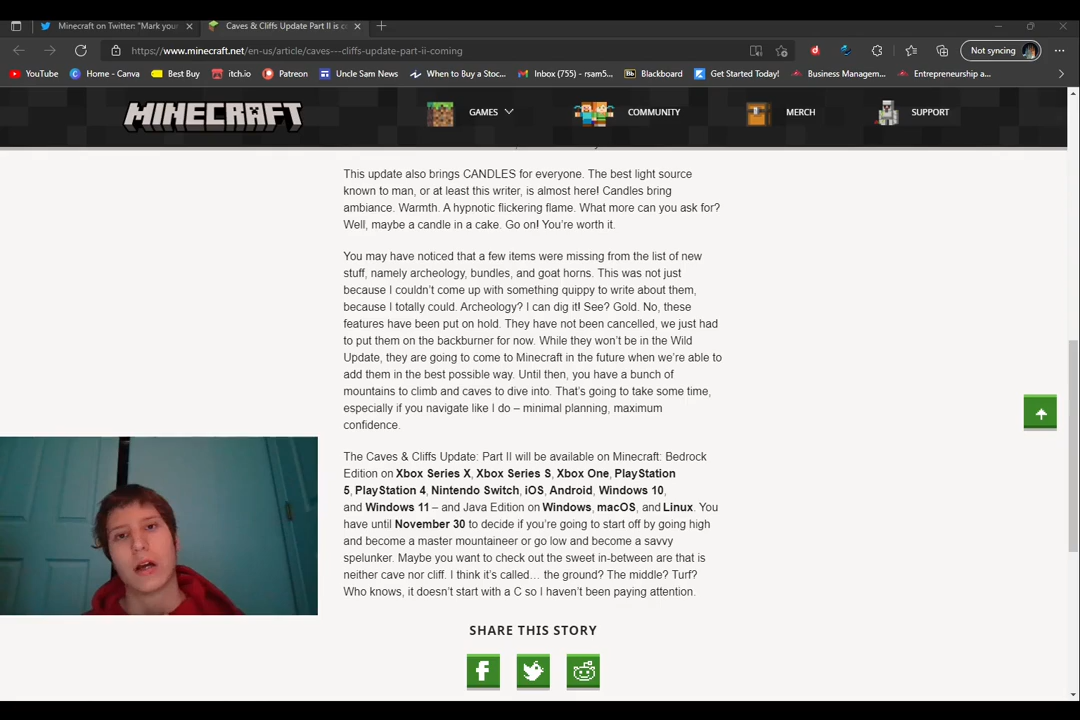 Minecraft on Twitter: "Mark your
Caves & Cliffs Update Part II is c
https://www.minecraft.net/en-us/article/caves---cliffs-update-part-ii-coming
Not syncing
YouTube
Home - Canva
Best Buy
itch.io
Patreon
Uncle Sam News
When to Buy a Stoc...
Inbox (755) - rsam5...
Bb Blackboard
Get Started Today!
Business Managem...
Entrepreneurship a...
MINECRAFT
GAMES
COMMUNITY
MERCH
SUPPORT
This update also brings CANDLES for everyone. The best light source
known to man, or at least this writer, is almost here! Candles bring
ambiance. Warmth. A hypnotic flickering flame. What more can you ask for?
Well, maybe a candle in a cake. Go on! You're worth it.
You may have noticed that a few items were missing from the list of new
stuff, namely archeology, bundles, and goat horns. This was not just
because I couldn't come up with something quippy to write about them,
because I totally could. Archeology? I can dig it! See? Gold. No, these
features have been put on hold. They have not been cancelled, we just had
to put them on the backburner for now. While they won't be in the Wild
Update, they are going to come to Minecraft in the future when we're able to
add them in the best possible way. Until then, you have a bunch of
mountains to climb and caves to dive into. That's going to take some time,
especially if you navigate like I do – minimal planning, maximum
confidence.
The Caves & Cliffs Update: Part II will be available on Minecraft: Bedrock
Edition on Xbox Series X, Xbox Series S, Xbox One, PlayStation
5, PlayStation 4, Nintendo Switch, iOS, Android, Windows 10,
and Windows 11 – and Java Edition on Windows, macOS, and Linux. You
have until November 30 to decide if you're going to start off by going high
and become a master mountaineer or go low and become a savvy
spelunker. Maybe you want to check out the sweet in-between are that is
neither cave nor cliff. I think it's called… the ground? The middle? Turf?
Who knows, it doesn't start with a C so I haven't been paying attention.
SHARE THIS STORY